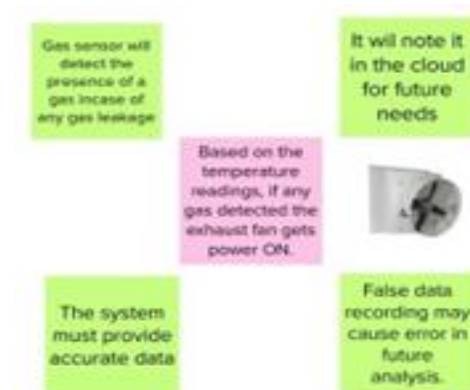 Gas sensor will
detect the
presence of a
gas incase of
any gas leakage
It wil note it
in the cloud
for future
needs
Based on the
temperature
readings, if any
gas detected the
exhaust fan gets
power ON.
The system
must provide
accurate data
False data
recording may
cause error in
future
analysis.